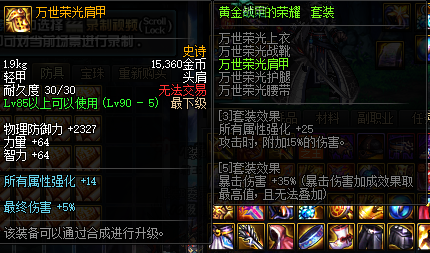 万世荣光肩甲
Scroll
Lock
史诗
1.9kg 15,360金币
轻甲 头肩
耐久度 30/30 无法交易
Lv85以上可以使用 (Lv90 - 5) 最下级
物理防御力 +2327
力量 +64
智力 +64
所有属性强化 +14
最终伤害 +5%
该装备可以通过合成进行升级。
黄金战甲的荣耀 套装
万世荣光上衣
万世荣光战靴
万世荣光肩甲
万世荣光护腿
万世荣光腰带
[3]套装效果
所有属性强化 +25
攻击时，附加15%的伤害。
[5]套装效果
暴击伤害 +35% (暴击伤害加成效果取
最高值，且无法叠加)